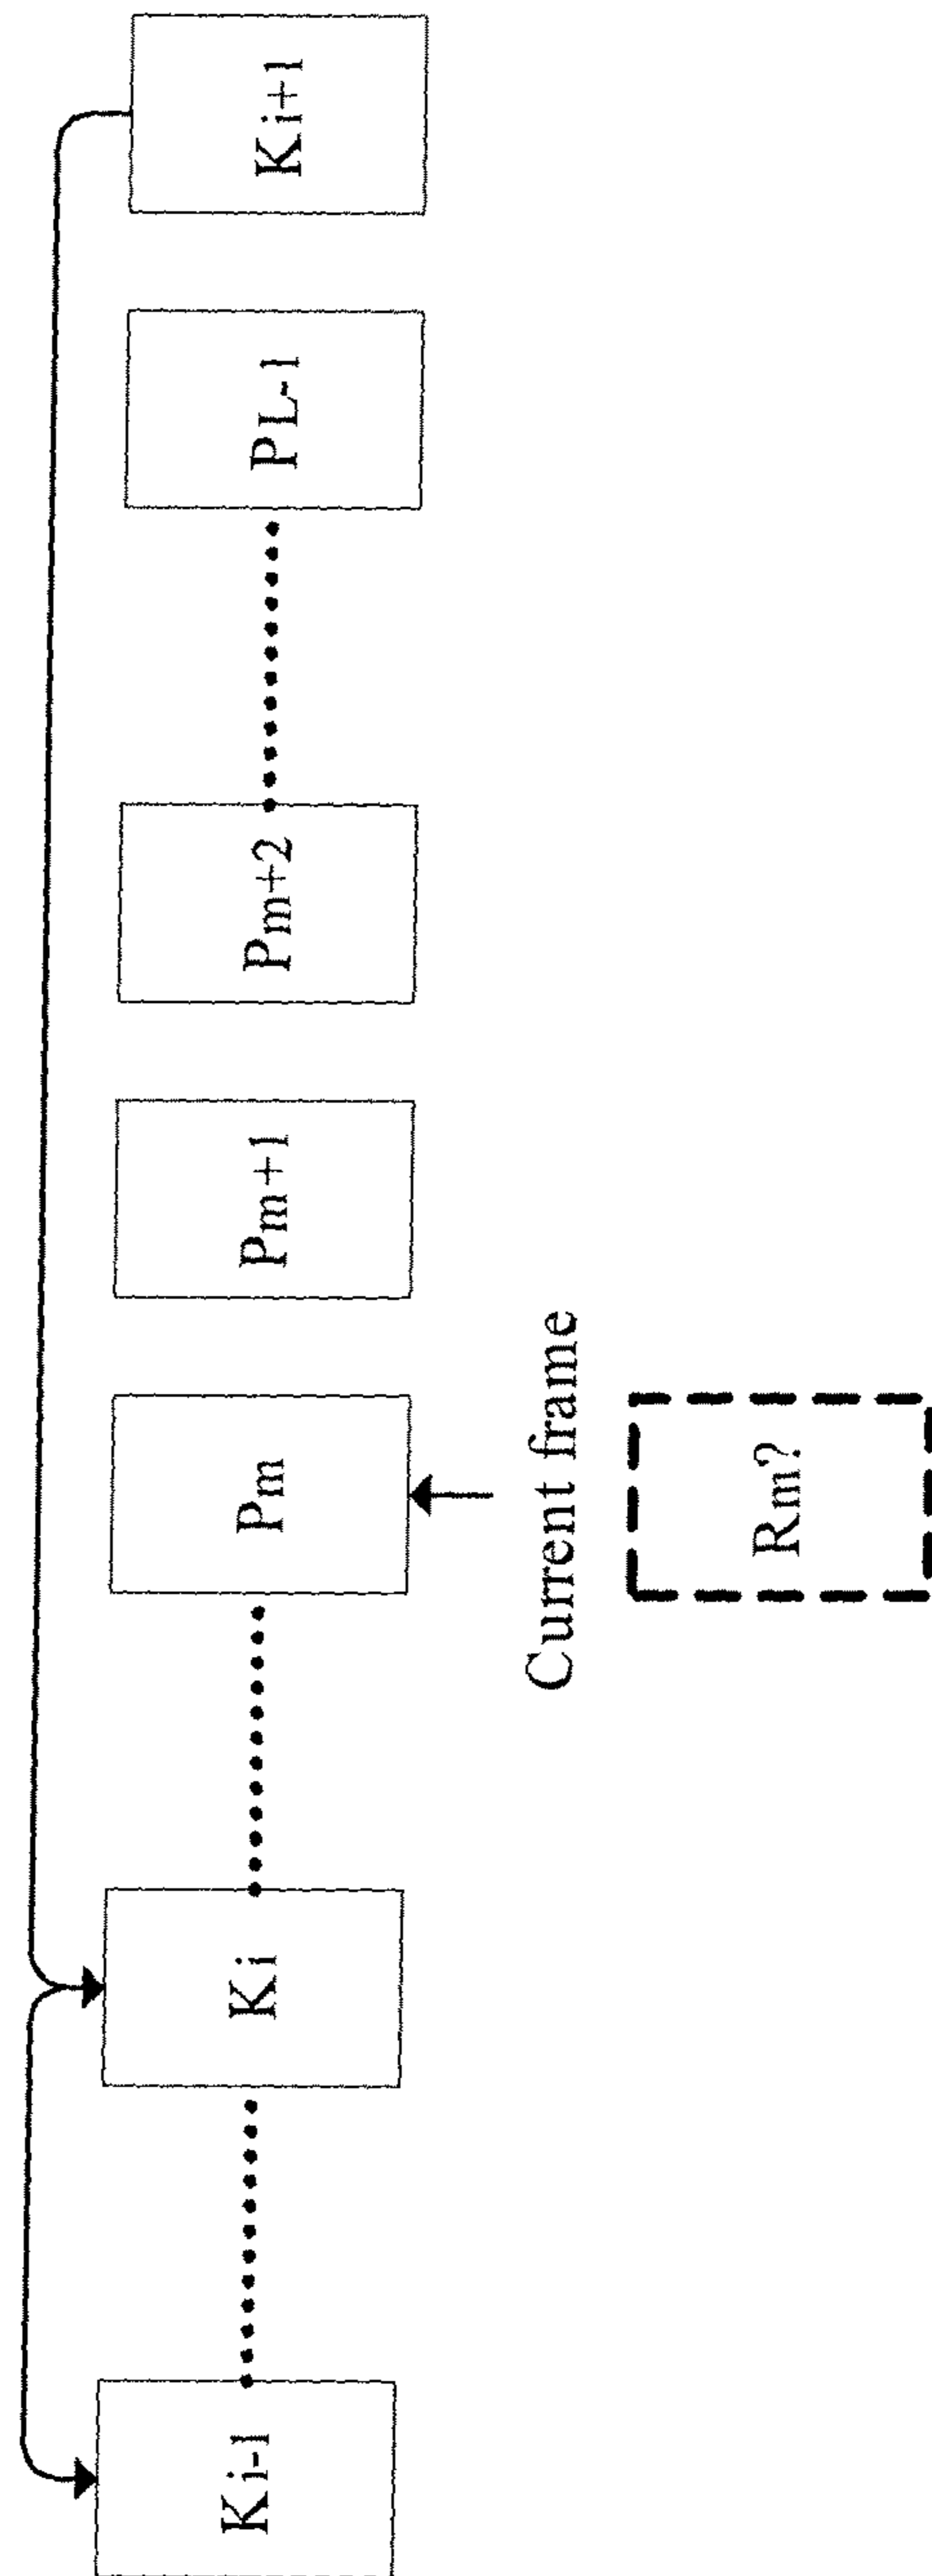 Ki-1
Ki
Pm
Pm+1
Pm+2
PL-1
Ki+1
Current frame
Rm?